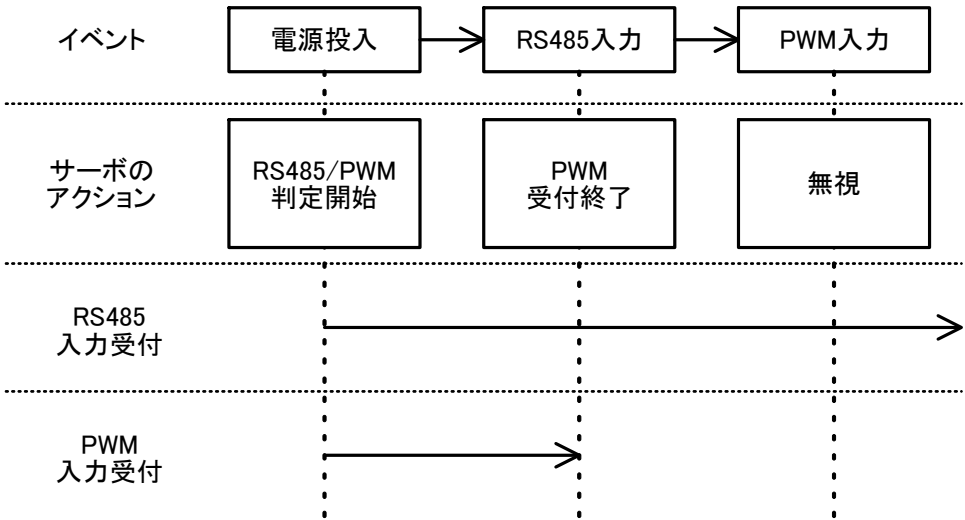 イベント
電源投入
RS485入力
PWM入力
サーボの
アクション
RS485/PWM
判定開始
PWM
受付終了
無視
RS485
入力受付
PWM
入力受付